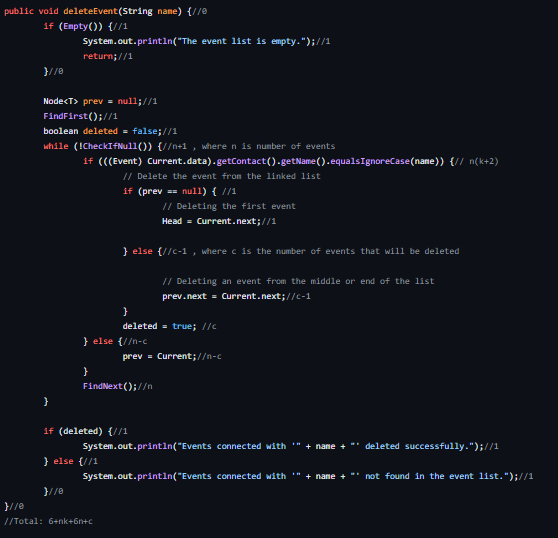 public void deleteEvent(String name) {//0
if (Empty()) {//1
System.out.println("The event list is empty.");//1
return;//1
}//0
Node<T> prev = null;//1
FindFirst();//1
boolean deleted = false;//1
while (!CheckIfNull()) {//n+1 , where n is number of events
if (((Event) Current.data).getContact().getName().equalsIgnoreCase(name)) {// n(k+2)
// Delete the event from the linked list
if (prev == null) { //1
// Deleting the first event
Head = Current.next;//1
} else {//c-1 , where c is the number of events that will be deleted
// Deleting an event from the middle or end of the list
prev.next = Current.next;//c-1
}
deleted = true; //c
} else {//n-c
prev = Current;//n-c
}
FindNext();//n
}
if (deleted) {//1
System.out.println("Events connected with '" + name + "' deleted successfully.");//1
} else {//1
System.out.println("Events connected with '" + name + "' not found in the event list.");//1
}//0
}//0
//Total: 6+nk+6n+c